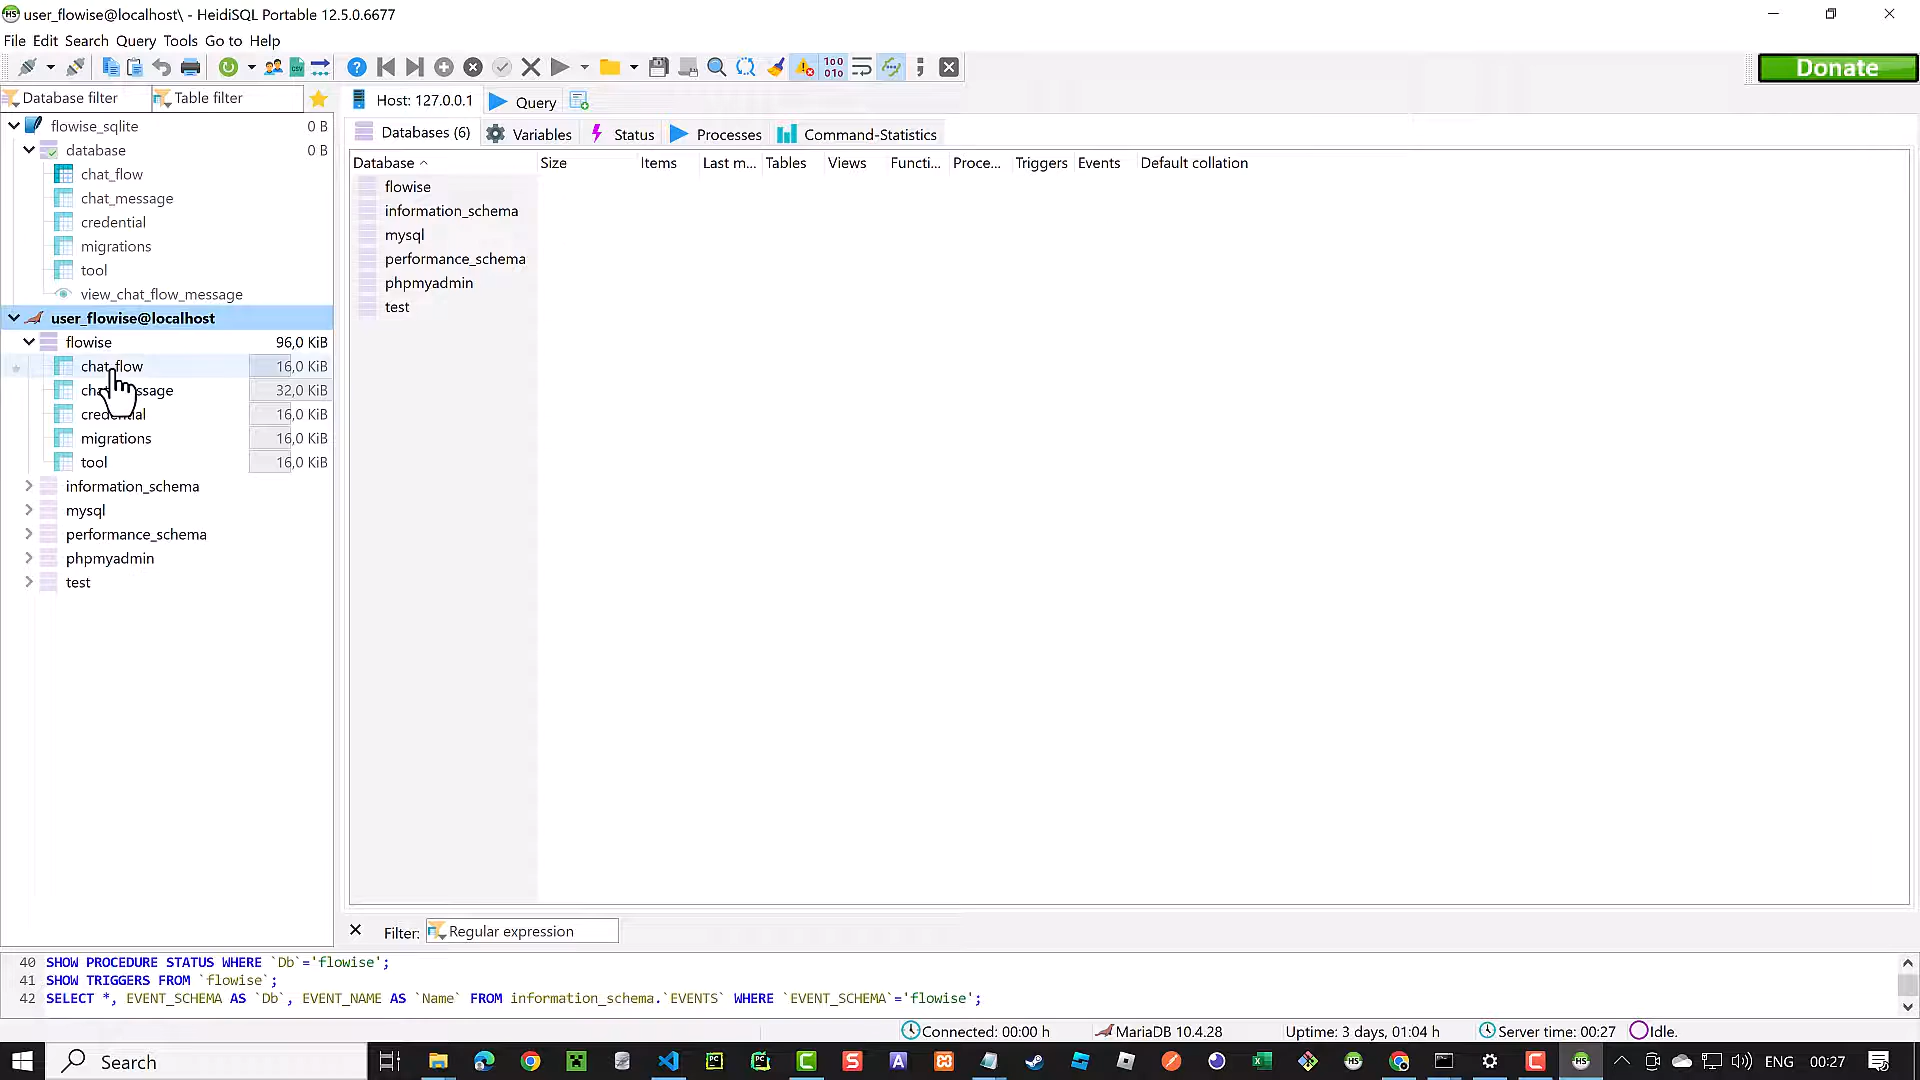 user_flowise@localhost\ - HeidiSQL Portable 12.5.0.6677
File Edit Search Query Tools Go to Help
Donate
Database filter
Table filter
Host: 127.0.0.1
Query
flowise_sqlite 0 B
database 0 B
chat_flow
chat_message
credential
migrations
tool
view_chat_flow_message
user_flowise@localhost
flowise 96,0 KiB
chat_flow 16,0 KiB
32,0 KiB
16,0 KiB
migrations 16,0 KiB
tool 16,0 KiB
information_schema
mysql
performance_schema
phpmyadmin
test
Databases (6) Variables Status Processes Command-Statistics
Database Size Items Last m... Tables Views Functi... Proce... Triggers Events Default collation
flowise
information_schema
mysql
performance_schema
phpmyadmin
test
Filter: Regular expression
40 SHOW PROCEDURE STATUS WHERE `Db`='flowise';
41 SHOW TRIGGERS FROM `flowise`;
42 SELECT *, EVENT_SCHEMA AS `Db`, EVENT_NAME AS `Name` FROM information_schema.`EVENTS` WHERE `EVENT_SCHEMA`='flowise';
Connected: 00:00 h MariaDB 10.4.28 Uptime: 3 days, 01:04 h Server time: 00:27 Idle.
Search
ENG 00:27